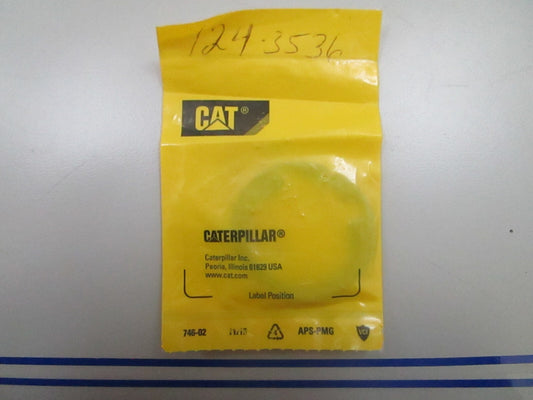 124-3536
CAT®
CATERPILLAR®
Caterpillar Inc.
Peoria, Illinois 61629 USA
www.cat.com
Label Position
746-02 APS-PMG VCI